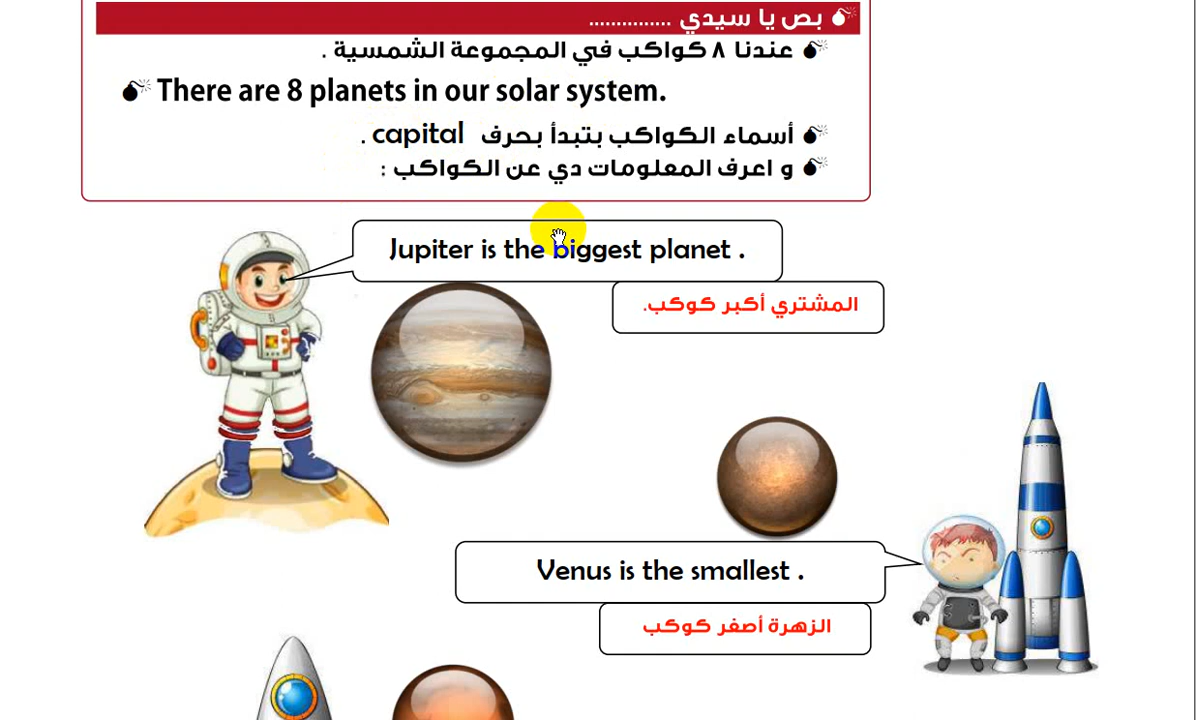 بص يا سيدي ...............
عندنا ٨ كواكب في المجموعة الشمسية .
There are 8 planets in our solar system.
أسماء الكواكب بتبدأ بحرف capital .
و اعرف المعلومات دي عن الكواكب :
Jupiter is the biggest planet .
المشتري أكبر كوكب.
Venus is the smallest .
الزهرة أصغر كوكب